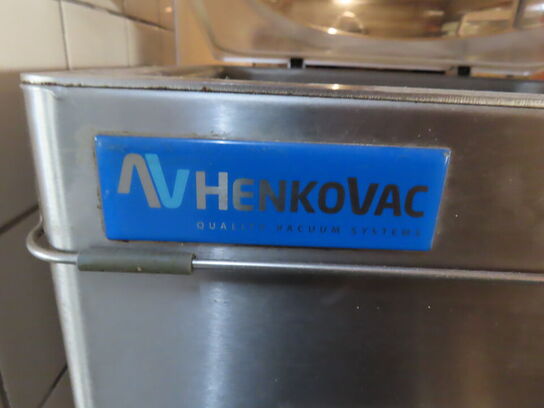 HENKOVAC
QUALITY VACUUM SYSTEMS